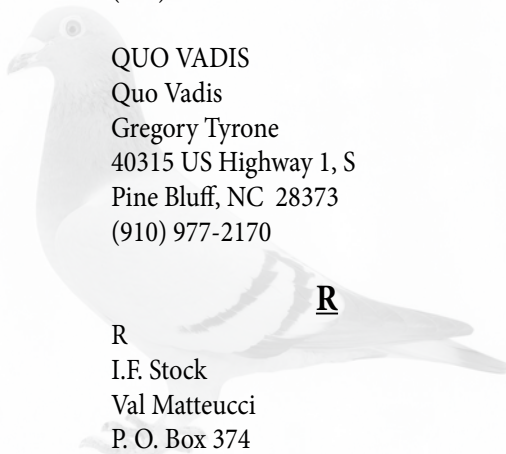 QUO VADIS
Quo Vadis
Gregory Tyrone
40315 US Highway 1, S
Pine Bluff, NC  28373
(910) 977-2170
R
R
I.F. Stock
Val Matteucci
P. O. Box 374